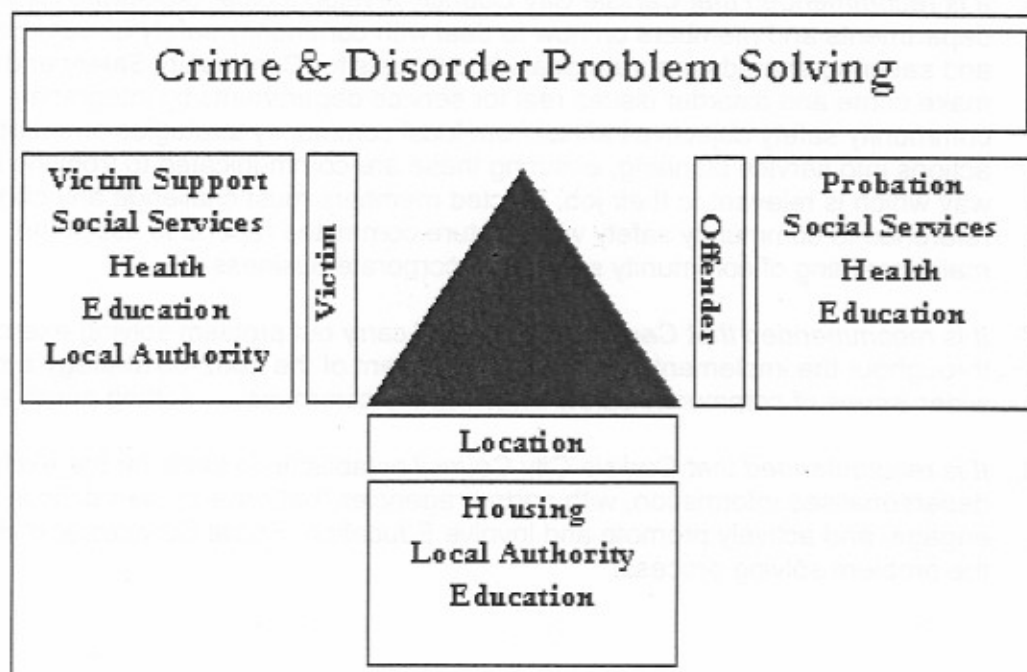 Crime & Disorder Problem Solving
Victim Support
Social Services
Health
Education
Local Authority
Victim
Offender
Probation
Social Services
Health
Education
Location
Housing
Local Authority
Education